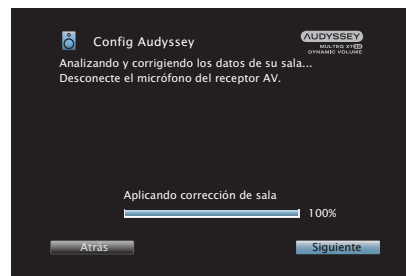 Config Audyssey
AUDYSSEY
MULTEQ XT32
DYNAMIC VOLUME
Analizando y corrigiendo los datos de su sala...
Desconecte el micrófono del receptor AV.
Aplicando corrección de sala
100%
Atrás
Siguiente